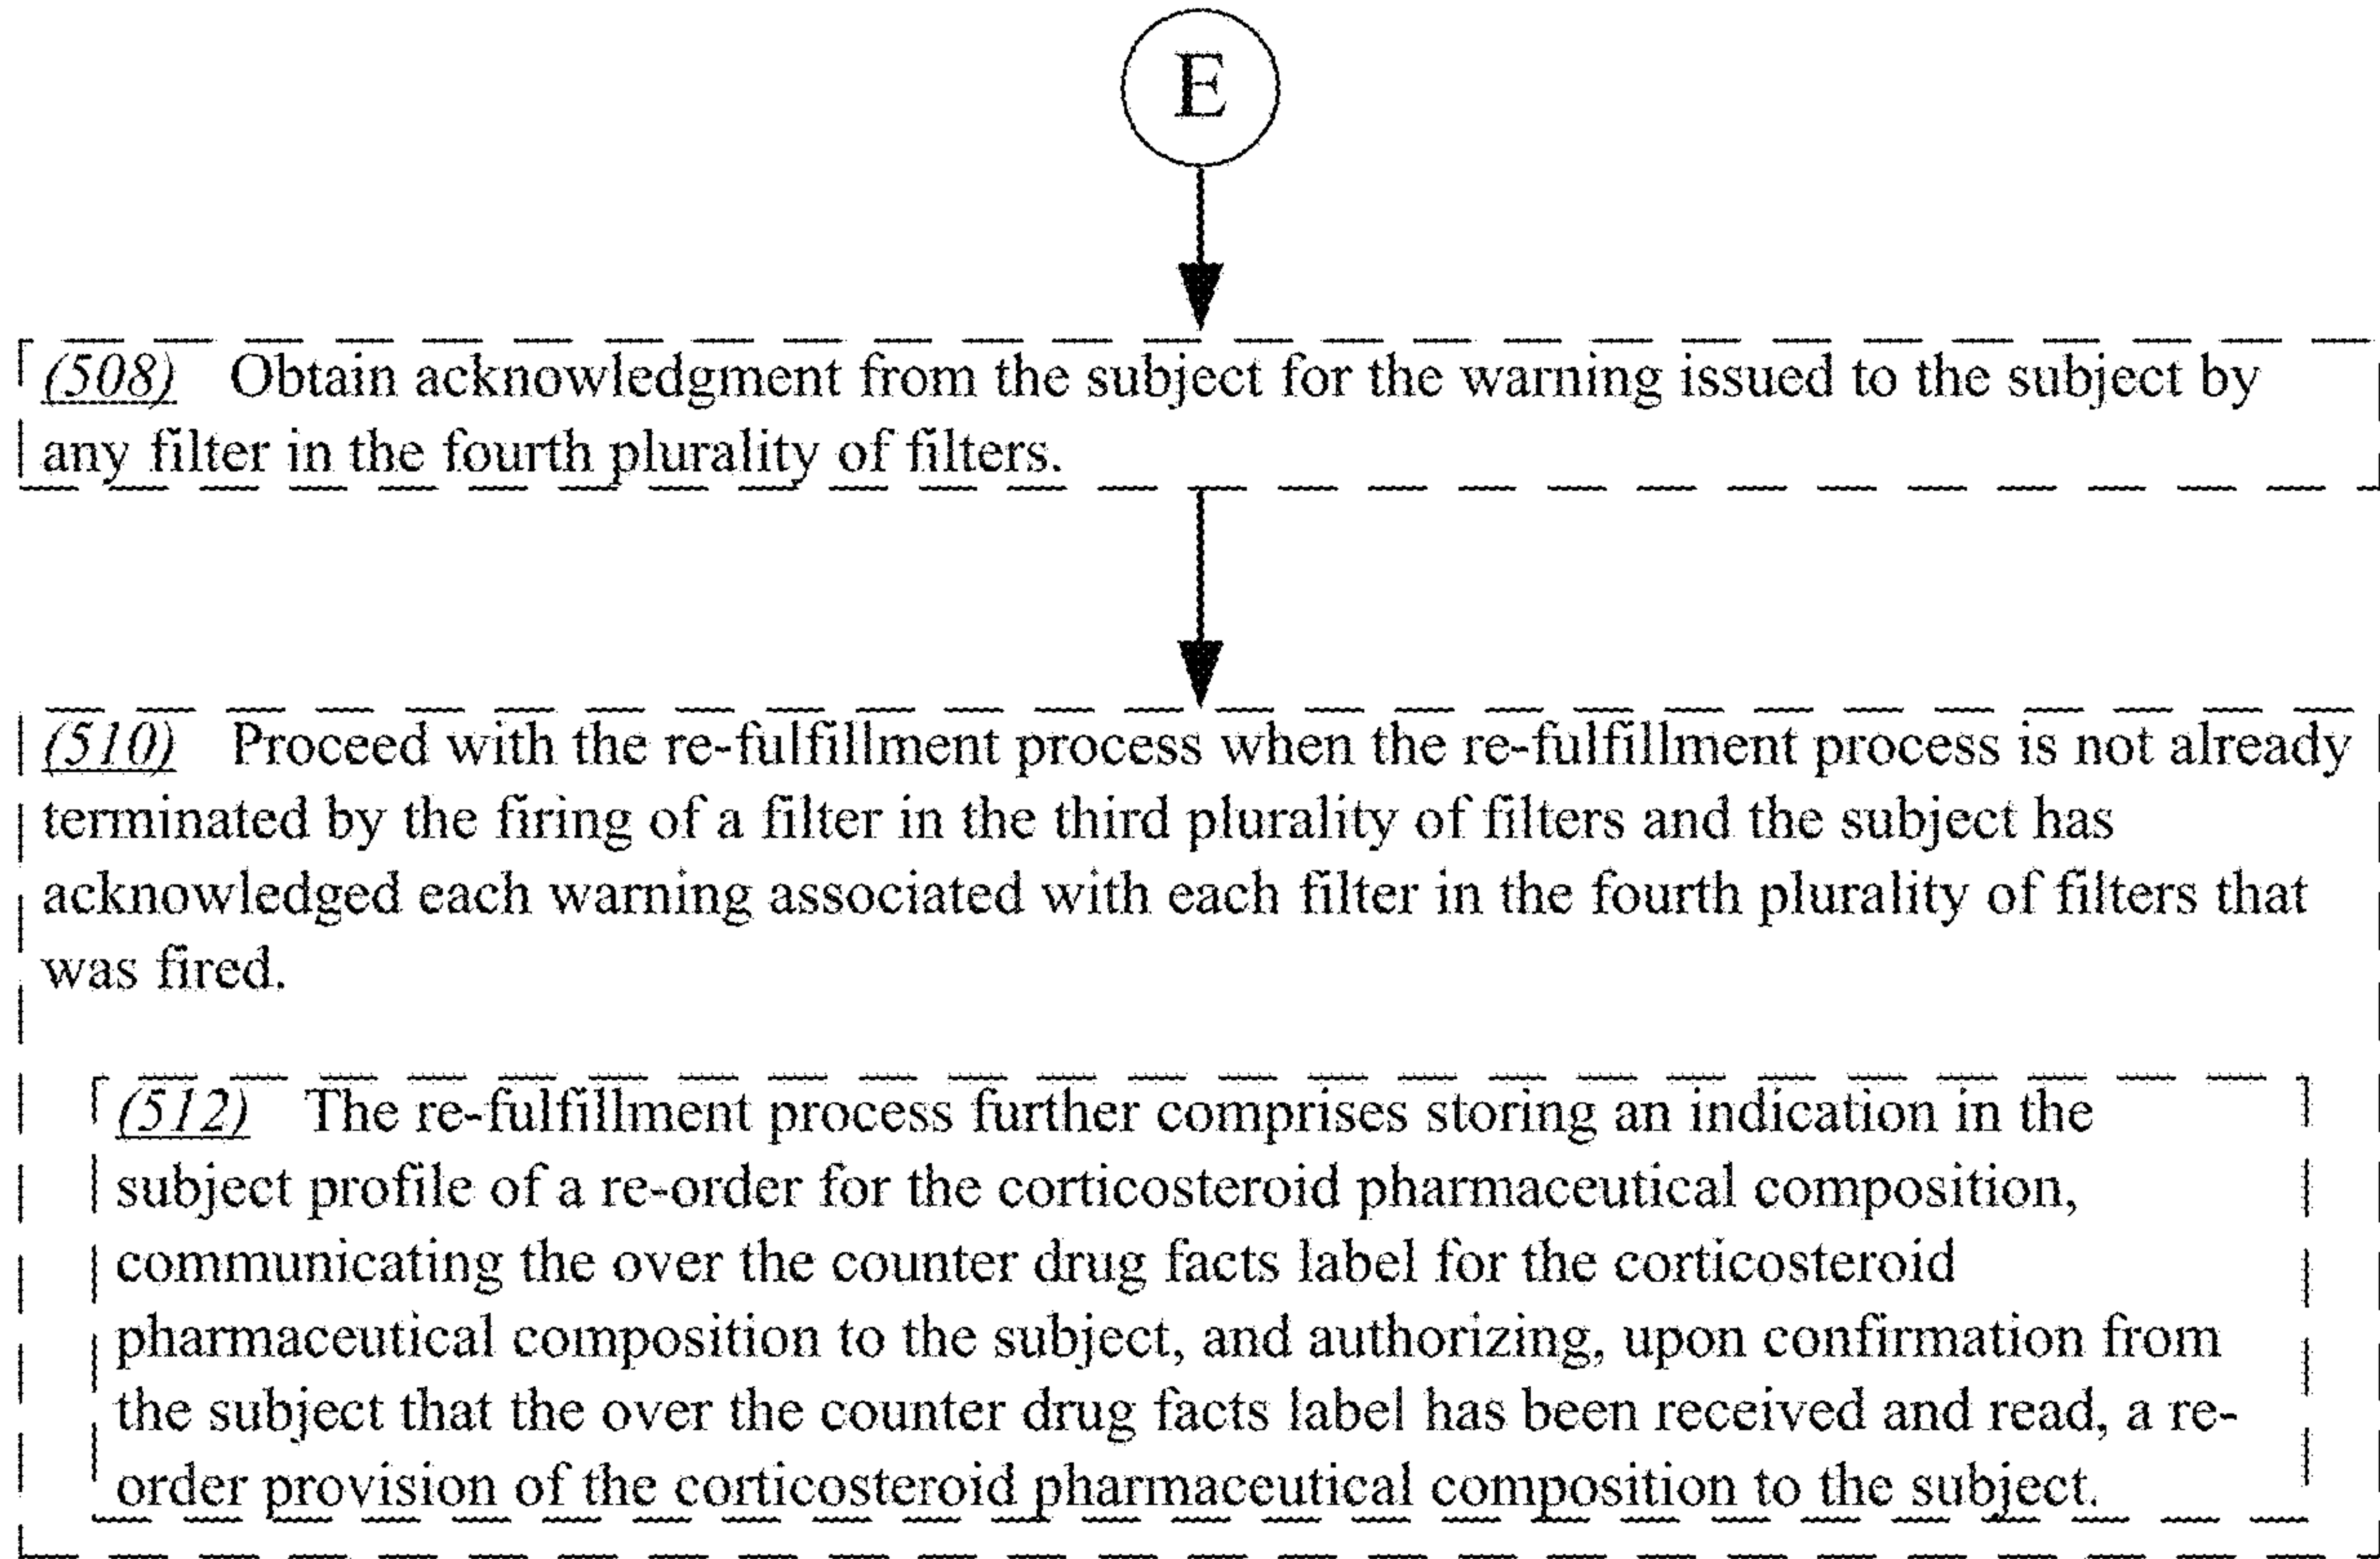 E
(508) Obtain acknowledgment from the subject for the warning issued to the subject by
any filter in the fourth plurality of filters.
(510) Proceed with the re-fulfillment process when the re-fulfillment process is not already
terminated by the firing of a filter in the third plurality of filters and the subject has
acknowledged each warning associated with each filter in the fourth plurality of filters that
was fired.
(512) The re-fulfillment process further comprises storing an indication in the
subject profile of a re-order for the corticosteroid pharmaceutical composition,
communicating the over the counter drug facts label for the corticosteroid
pharmaceutical composition to the subject, and authorizing, upon confirmation from
the subject that the over the counter drug facts label has been received and read, a re-
order provision of the corticosteroid pharmaceutical composition to the subject.